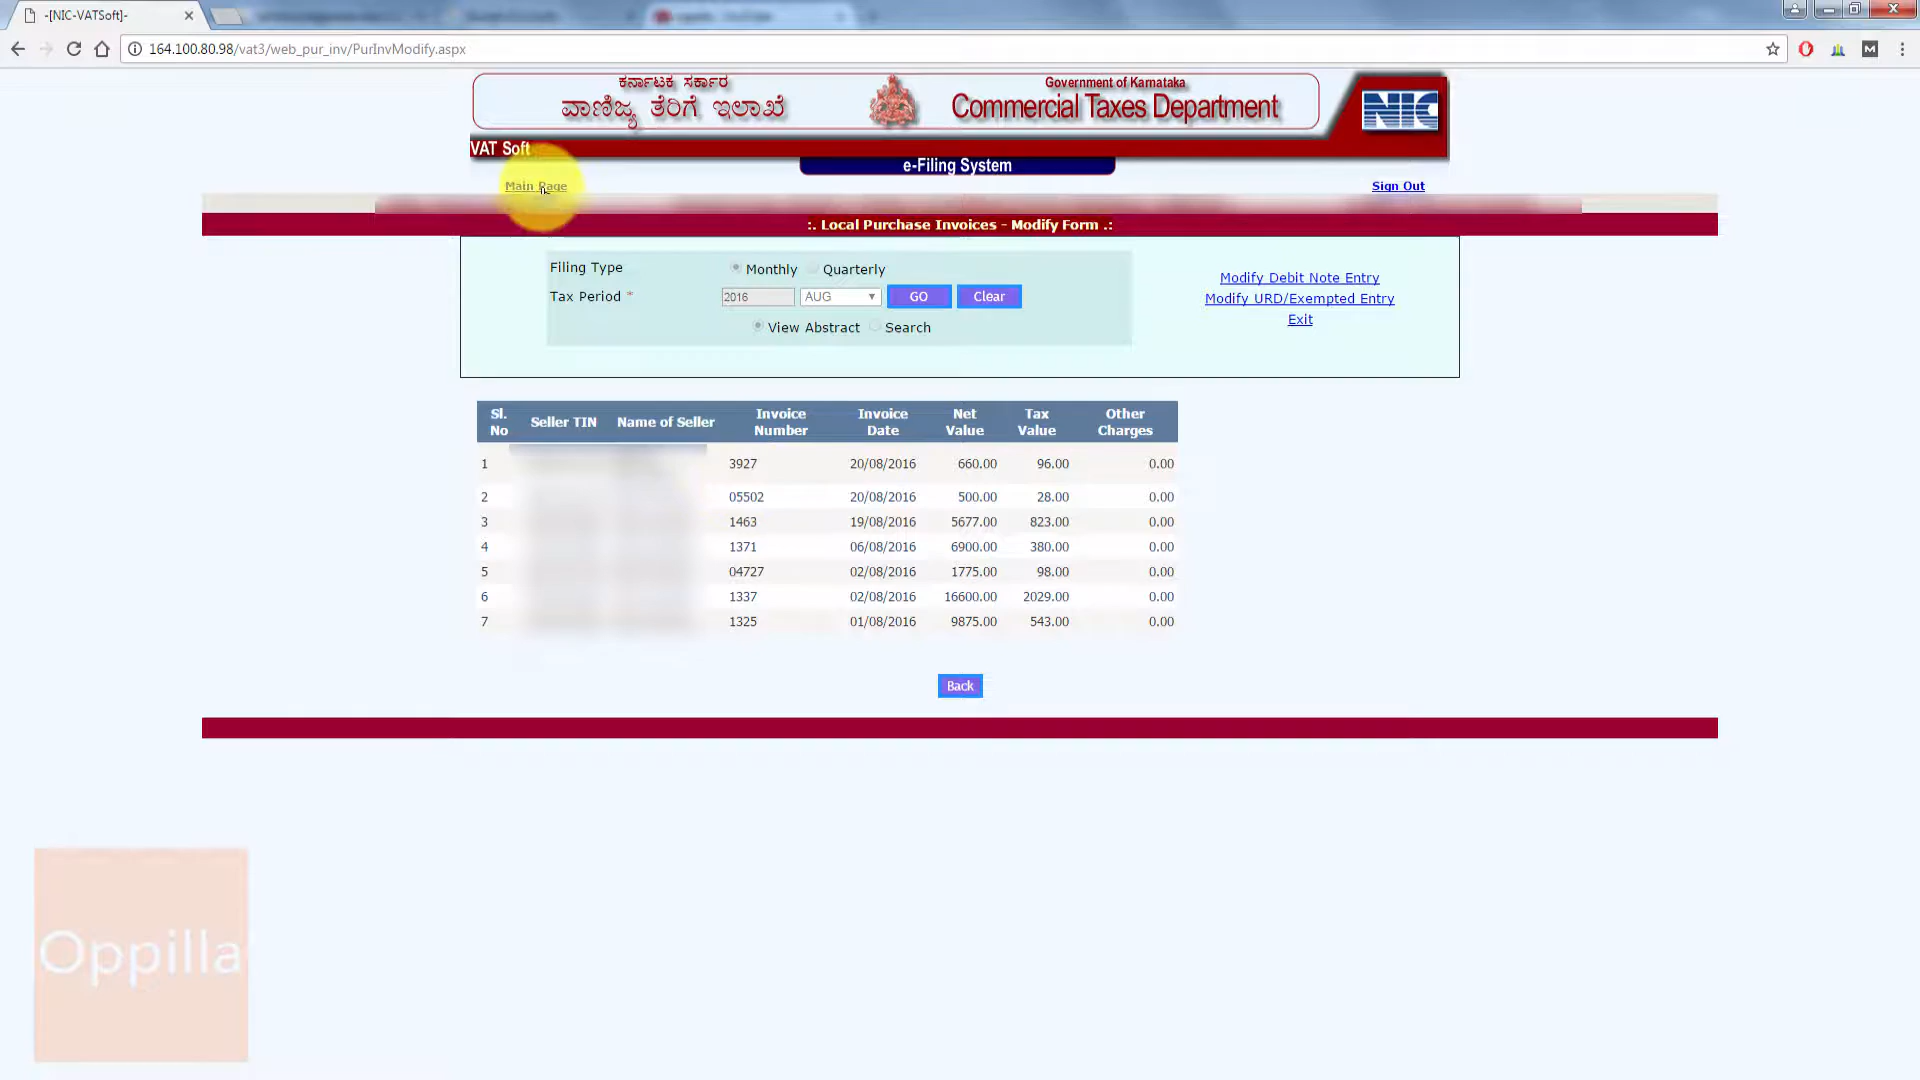 -[NIC-VATSoft]-
164.100.80.98/vat3/web_pur_inv/PurInvModify.aspx
ಕರ್ನಾಟಕ ಸರ್ಕಾರ
ವಾಣಿಜ್ಯ ತೆರಿಗೆ ಇಲಾಖೆ
Government of Karnataka
Commercial Taxes Department
NIC
VAT Soft
e-Filing System
Main Page
Sign Out
:. Local Purchase Invoices - Modify Form .:
Filing Type Monthly Quarterly
Tax Period * 2016 AUG GO Clear
View Abstract Search
Modify Debit Note Entry
Modify URD/Exempted Entry
Exit
Sl. No Seller TIN Name of Seller Invoice Number Invoice Date Net Value Tax Value Other Charges
1 3927 20/08/2016 660.00 96.00 0.00
2 05502 20/08/2016 500.00 28.00 0.00
3 1463 19/08/2016 5677.00 823.00 0.00
4 1371 06/08/2016 6900.00 380.00 0.00
5 04727 02/08/2016 1775.00 98.00 0.00
6 1337 02/08/2016 16600.00 2029.00 0.00
7 1325 01/08/2016 9875.00 543.00 0.00
Back
Oppilla